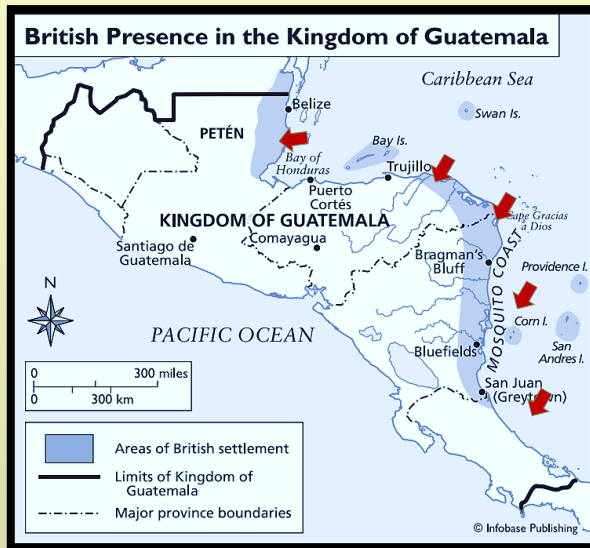 British Presence in the Kingdom of Guatemala
Caribbean Sea
Belize
Swan Is.
PETÉN
Bay Is.
Bay of
Honduras
Trujillo
Puerto
Cortés
Cape Gracias
a Dios
KINGDOM OF GUATEMALA
Santiago de
Guatemala
Comayagua
Bragman's
Bluff
MOSQUITO COAST
Providence I.
N
Corn I.
PACIFIC OCEAN
Bluefields
San
Andres I.
0 300 miles
0 300 km
San Juan
(Greytown)
Areas of British settlement
Limits of Kingdom of
Guatemala
Major province boundaries
© Infobase Publishing